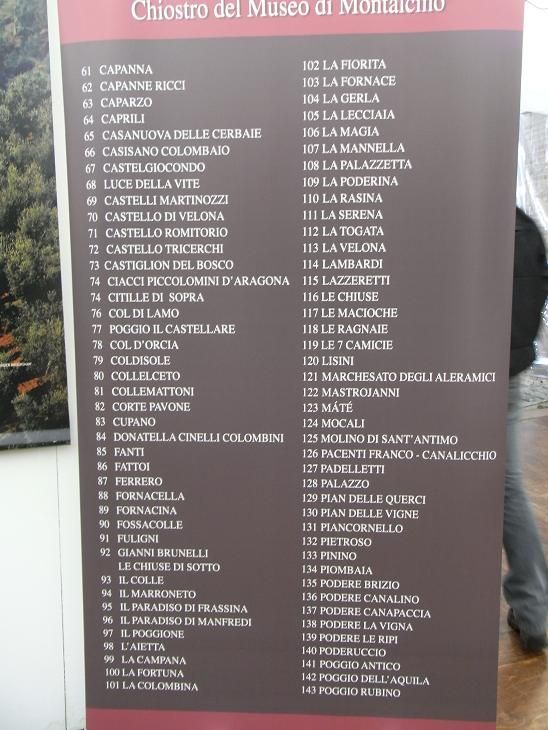 Chiostro del Museo di Montalcino
61 CAPANNA
62 CAPANNE RICCI
63 CAPARZO
64 CAPRILI
65 CASANUOVA DELLE CERBAIE
66 CASISANO COLOMBAIO
67 CASTELGIOCONDO
68 LUCE DELLA VITE
69 CASTELLI MARTINOZZI
70 CASTELLO DI VELONA
71 CASTELLO ROMITORIO
72 CASTELLO TRICERCHI
73 CASTIGLION DEL BOSCO
74 CIACCI PICCOLOMINI D'ARAGONA
74 CITILLE DI SOPRA
76 COL DI LAMO
77 POGGIO IL CASTELLARE
78 COL D'ORCIA
79 COLDISOLE
80 COLLELCETO
81 COLLEMATTONI
82 CORTE PAVONE
83 CUPANO
84 DONATELLA CINELLI COLOMBINI
85 FANTI
86 FATTOI
87 FERRERO
88 FORNACELLA
89 FORNACINA
90 FOSSACOLLE
91 FULIGNI
92 GIANNI BRUNELLI
LE CHIUSE DI SOTTO
93 IL COLLE
94 IL MARRONETO
95 IL PARADISO DI FRASSINA
96 IL PARADISO DI MANFREDI
97 IL POGGIONE
98 L'AIETTA
99 LA CAMPANA
100 LA FORTUNA
101 LA COLOMBINA
102 LA FIORITA
103 LA FORNACE
104 LA GERLA
105 LA LECCIAIA
106 LA MAGIA
107 LA MANNELLA
108 LA PALAZZETTA
109 LA PODERINA
110 LA RASINA
111 LA SERENA
112 LA TOGATA
113 LA VELONA
114 LAMBARDI
115 LAZZERETTI
116 LE CHIUSE
117 LE MACIOCHE
118 LE RAGNAIE
119 LE 7 CAMICIE
120 LISINI
121 MARCHESATO DEGLI ALERAMICI
122 MASTROJANNI
123 MÁTÉ
124 MOCALI
125 MOLINO DI SANT'ANTIMO
126 PACENTI FRANCO - CANALICCHIO
127 PADELLETTI
128 PALAZZO
129 PIAN DELLE QUERCI
130 PIAN DELLE VIGNE
131 PIANCORNELLO
132 PIETROSO
133 PININO
134 PIOMBAIA
135 PODERE BRIZIO
136 PODERE CANALINO
137 PODERE CANAPACCIA
138 PODERE LA VIGNA
139 PODERE LE RIPI
140 PODERUCCIO
141 POGGIO ANTICO
142 POGGIO DELL'AQUILA
143 POGGIO RUBINO